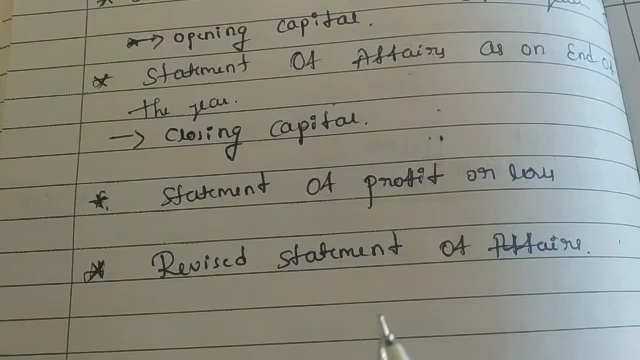 * → opening capital.
* Statement Of Affairs as on End of
the year.
→ closing capital.
* Statement Of profit or loss
* Revised statement of Affairs.